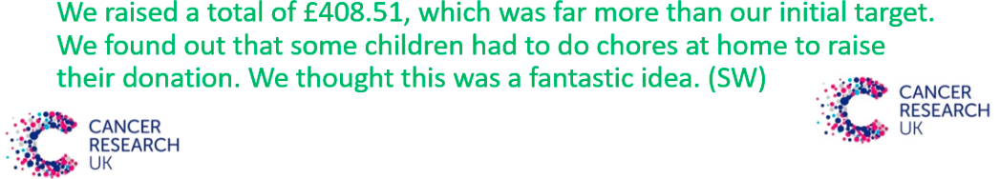 We raised a total of £408.51, which was far more than our initial target.
We found out that some children had to do chores at home to raise
their donation. We thought this was a fantastic idea. (SW)
CANCER
RESEARCH
UK
CANCER
RESEARCH
UK